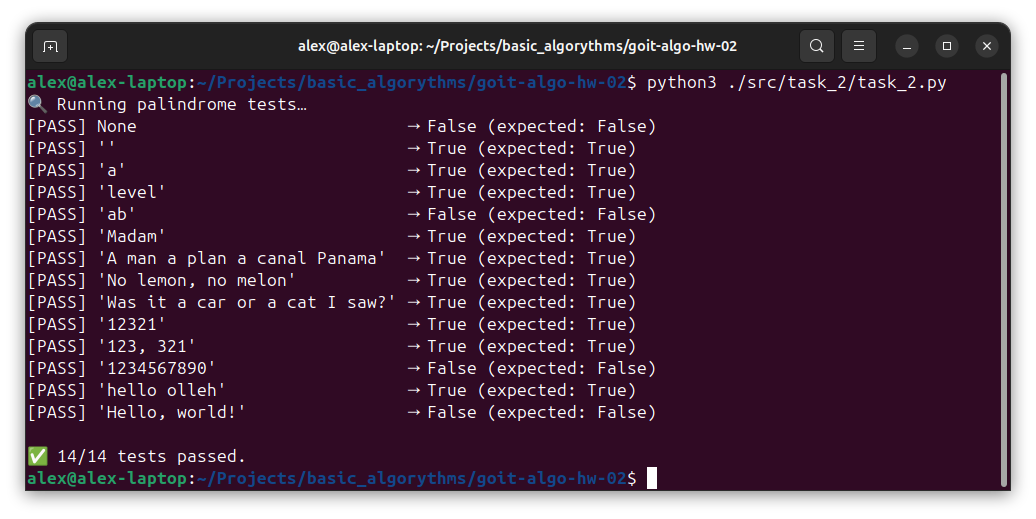 alex@alex-laptop: ~/Projects/basic_algorythms/goit-algo-hw-02
alex@alex-laptop:~/Projects/basic_algorythms/goit-algo-hw-02$ python3 ./src/task_2/task_2.py
🔍 Running palindrome tests…
[PASS] None → False (expected: False)
[PASS] '' → True (expected: True)
[PASS] 'a' → True (expected: True)
[PASS] 'level' → True (expected: True)
[PASS] 'ab' → False (expected: False)
[PASS] 'Madam' → True (expected: True)
[PASS] 'A man a plan a canal Panama' → True (expected: True)
[PASS] 'No lemon, no melon' → True (expected: True)
[PASS] 'Was it a car or a cat I saw?' → True (expected: True)
[PASS] '12321' → True (expected: True)
[PASS] '123, 321' → True (expected: True)
[PASS] '1234567890' → False (expected: False)
[PASS] 'hello olleh' → True (expected: True)
[PASS] 'Hello, world!' → False (expected: False)
✅ 14/14 tests passed.
alex@alex-laptop:~/Projects/basic_algorythms/goit-algo-hw-02$